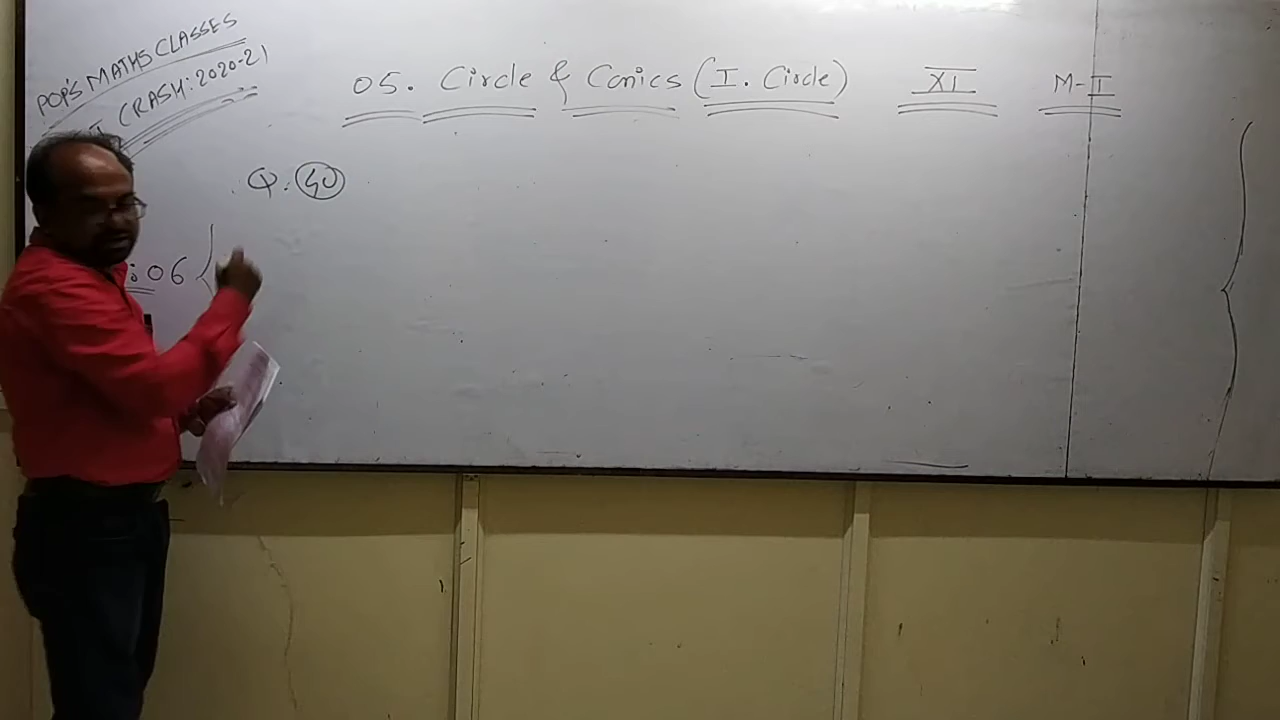 POP'S MATHS CLASSES
CRASH: 2020-21
05. Circle & Conics (I. Circle) XI M-I
Q. 40
:06